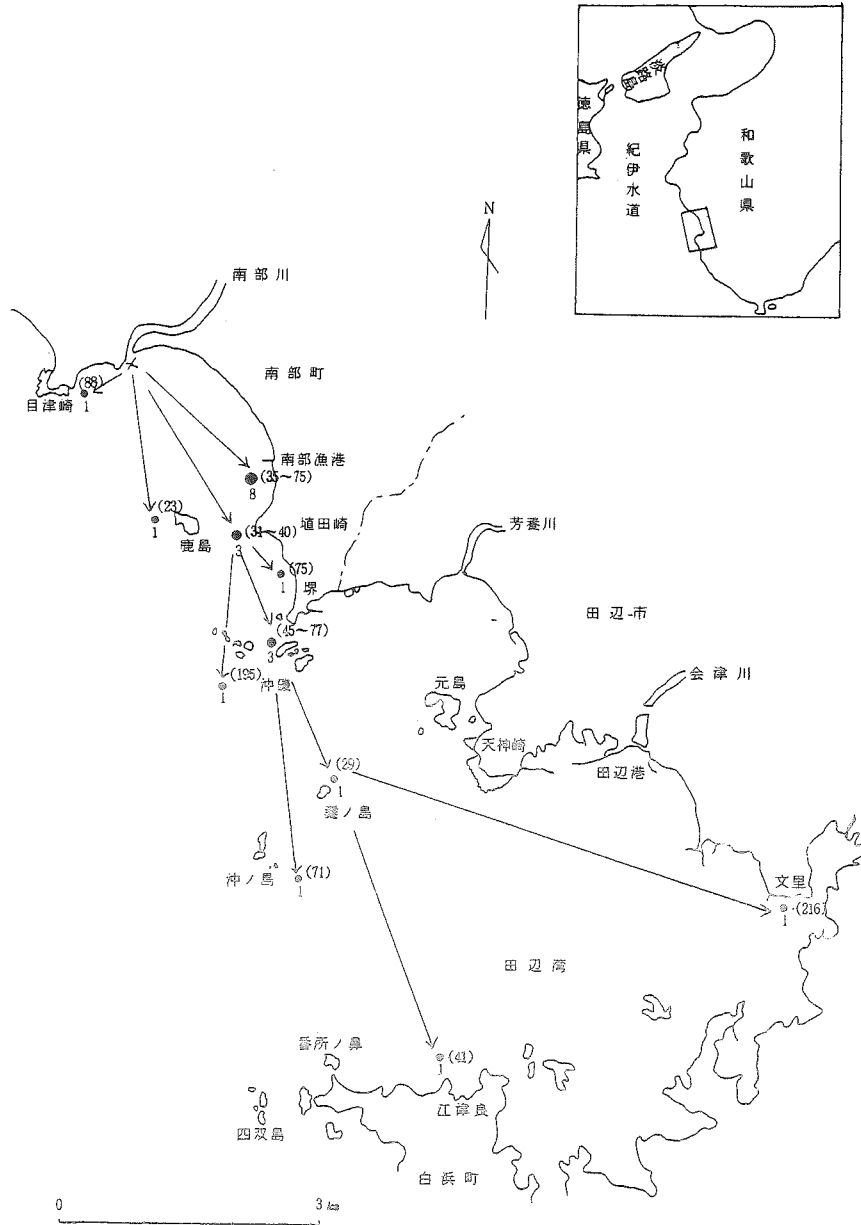 淡路島
徳島県
紀伊水道
和歌山県
N
南部川
南部町
(88)
1
目津崎
南部漁港
(35~75)
8
(23)
1
鹿島
埴田崎
(31~40)
3
(75)
1
堺
芳養川
田辺市
(45~77)
3
(195)
1
沖磯
元島
会津川
天神崎
田辺港
(29)
1
沖ノ島
(71)
1
文里
(216)
1
田辺湾
番所ノ鼻
(41)
1
江津良
四双島
白浜町
0
3 km